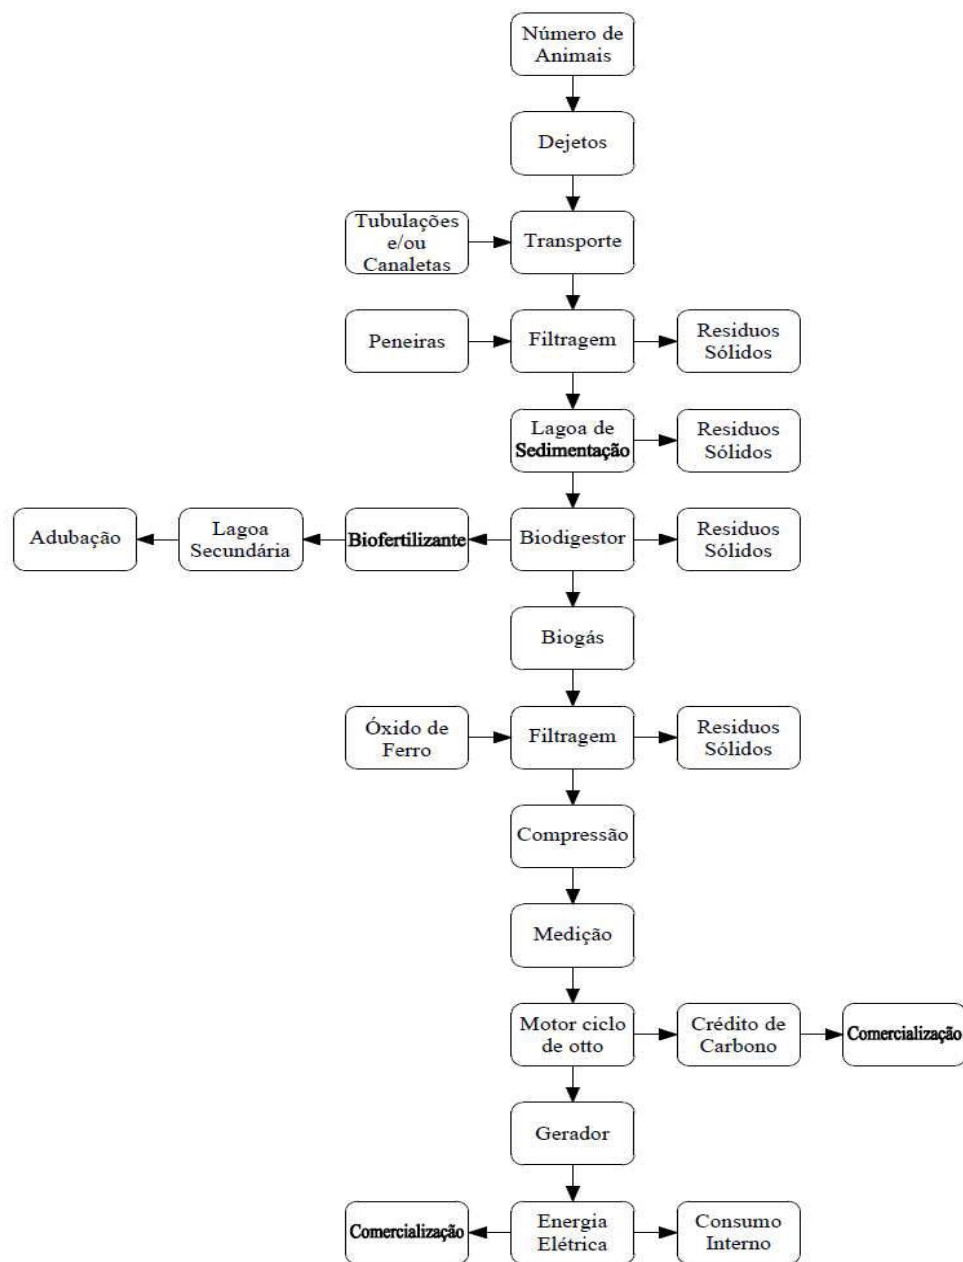 Número de
Animais
Dejetos
Tubulações
e/ou
Canaletas
Transporte
Peneiras
Filtragem
Residuos
Sólidos
Lagoa de
Sedimentação
Residuos
Sólidos
Adubação
Lagoa
Secundária
Biofertilizante
Biodigestor
Residuos
Sólidos
Biogás
Óxido de
Ferro
Filtragem
Residuos
Sólidos
Compressão
Medição
Motor ciclo
de otto
Crédito de
Carbono
Comercialização
Gerador
Comercialização
Energia
Elétrica
Consumo
Interno